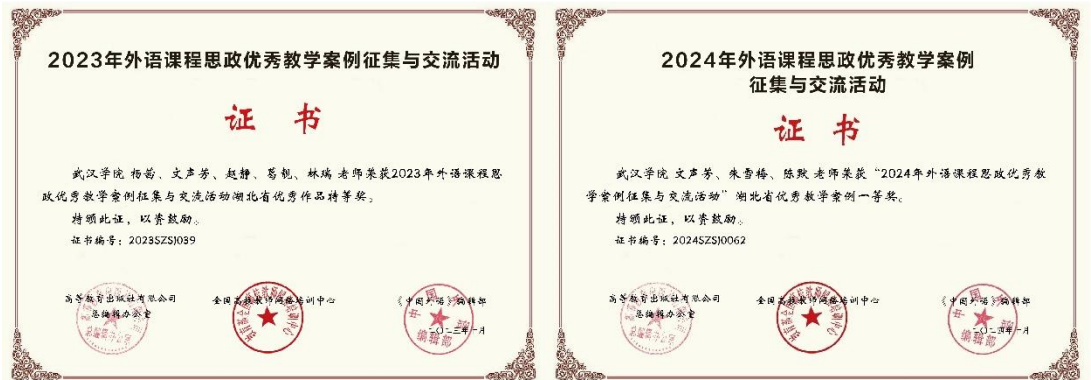 2023年外语课程思政优秀教学案例征集与交流活动
证 书
武汉学院 杨茜、文声芳、赵静、葛靓、林瑞 老师荣获2023年外语课程思
政优秀教学案例征集与交流活动湖北省优秀作品特等奖。
特颁此证，以资鼓励。
证书编号：2023SZSJ039
高等教育出版社有限公司
总编辑办公室
全国高校教师网络培训中心
《中国外语》编辑部
编辑部
2024年外语课程思政优秀教学案例
征集与交流活动
证 书
武汉学院 文声芳、朱雪梅、陈默 老师荣获“2024年外语课程思政优秀教
学案例征集与交流活动”湖北省优秀教学案例一等奖。
特颁此证，以资鼓励。
证书编号：2024SZSJ0062
高等教育出版社有限公司
总编辑办公室
全国高校教师网络培训中心
《中国外语》编辑部
编辑部